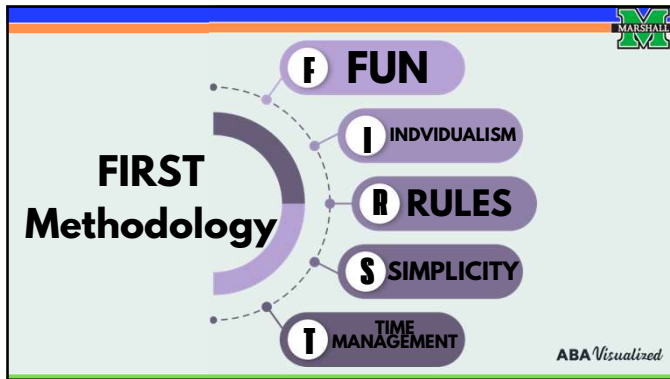 MARSHALL
FIRST
Methodology
F FUN
I INDVIDUALISM
R RULES
S SIMPLICITY
T TIME
MANAGEMENT
ABA Visualized